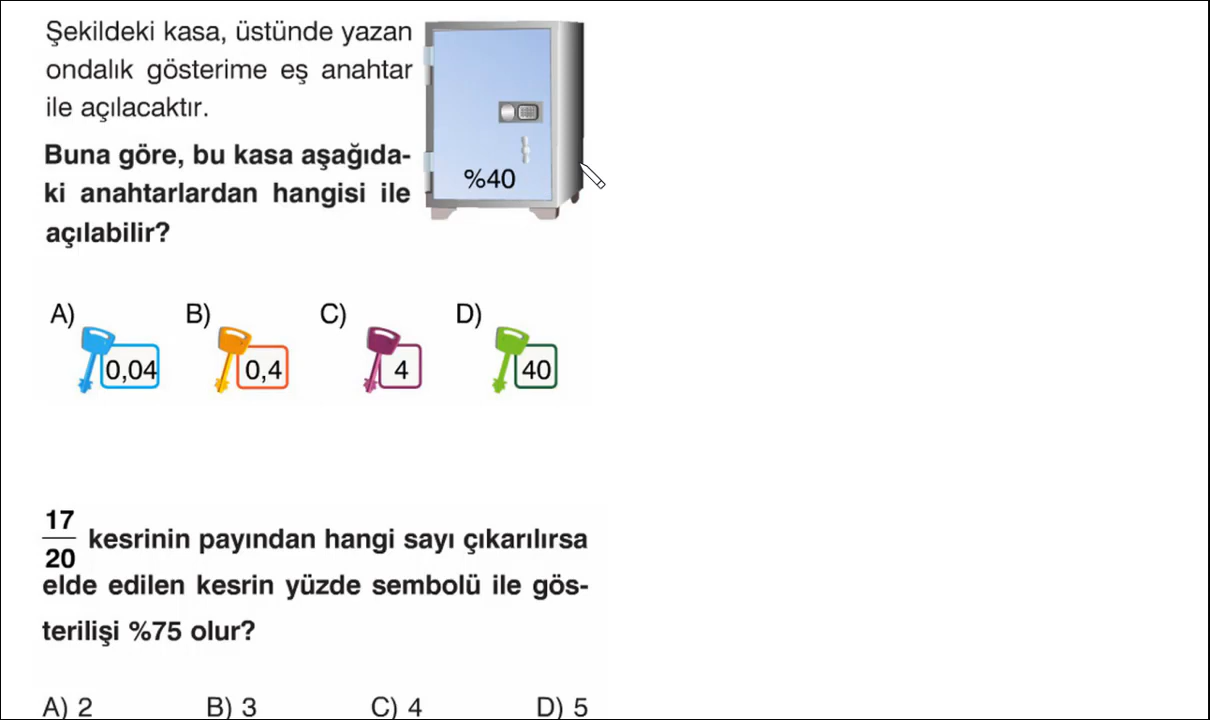 Şekildeki kasa, üstünde yazan
ondalık gösterime eş anahtar
ile açılacaktır.
Buna göre, bu kasa aşağıda-
ki anahtarlardan hangisi ile
açılabilir?
%40
A) 0,04 B) 0,4 C) 4 D) 40
17
20
kesrinin payından hangi sayı çıkarılırsa
elde edilen kesrin yüzde sembolü ile gös-
terilişi %75 olur?
A) 2 B) 3 C) 4 D) 5